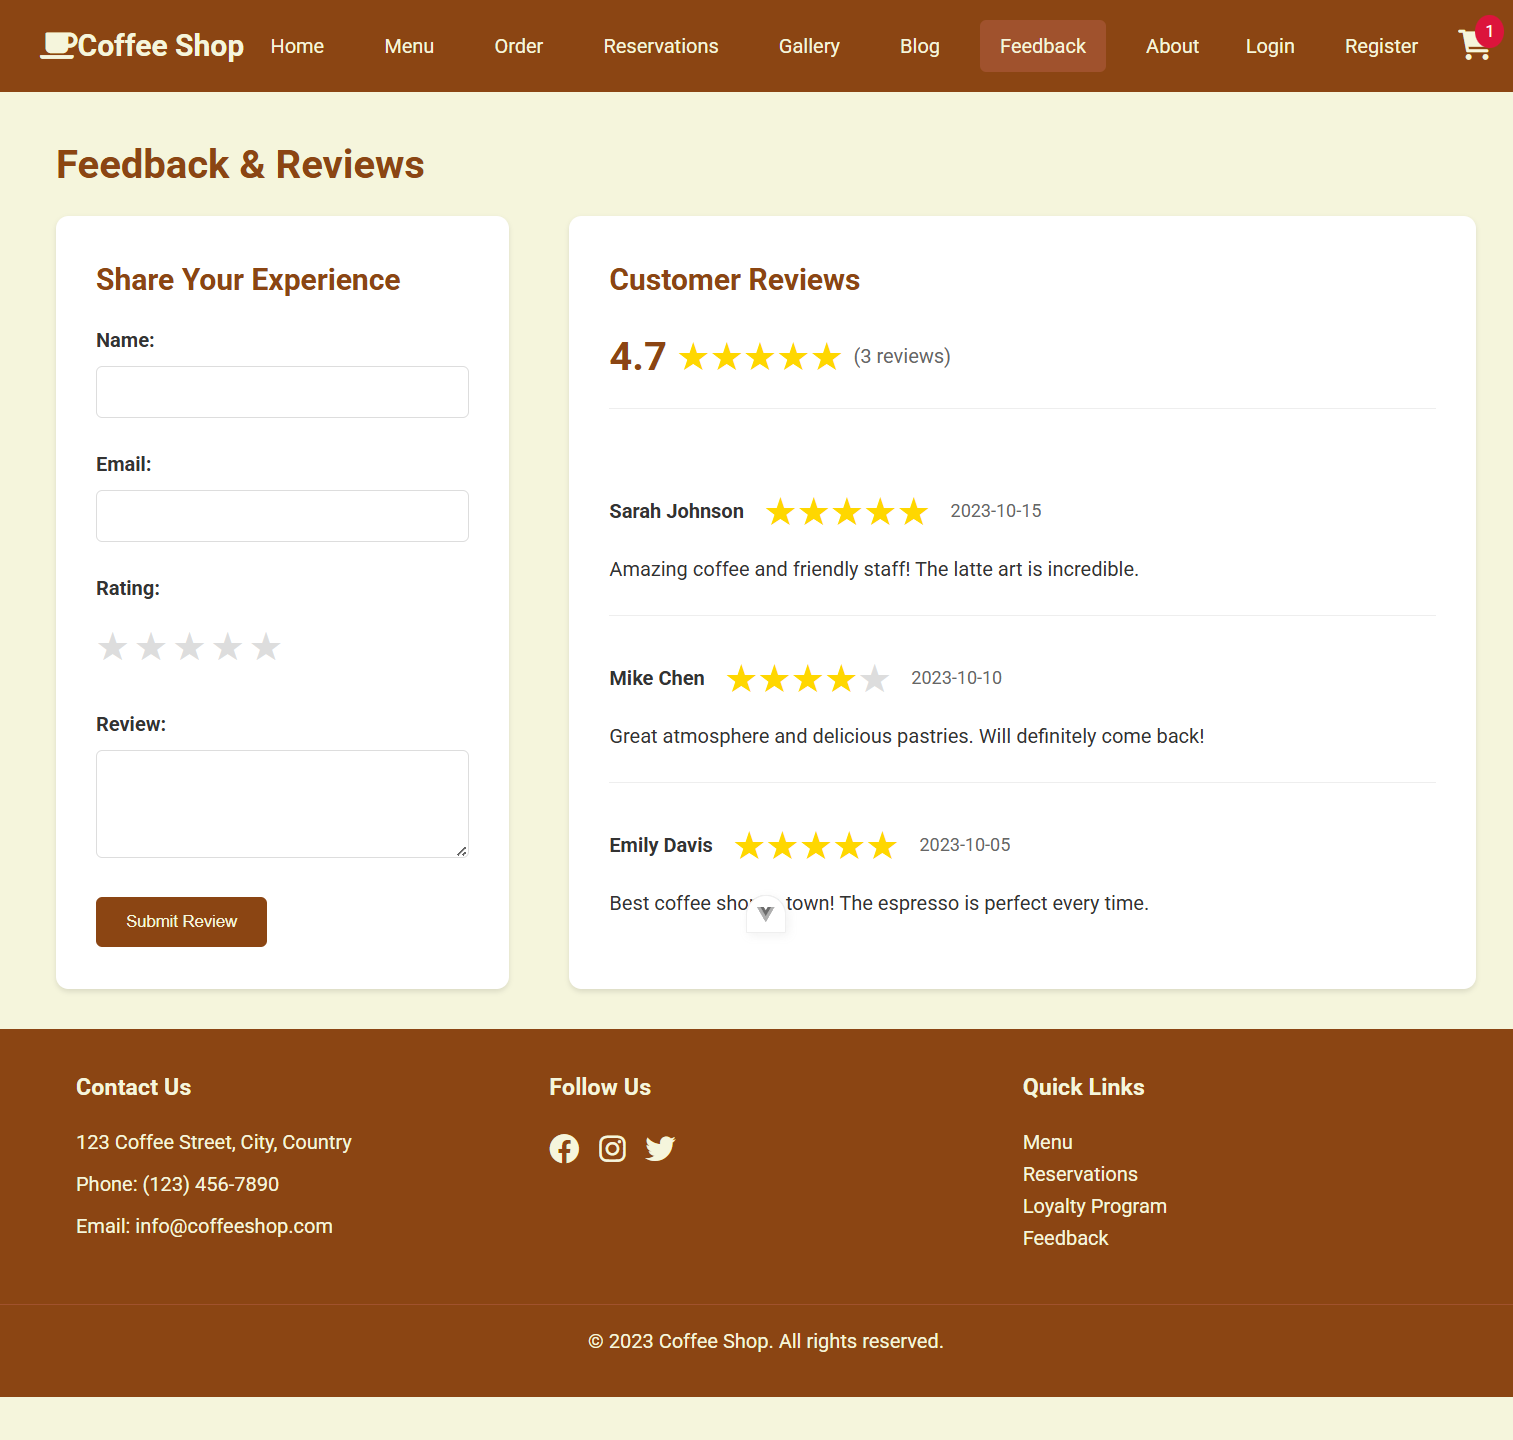 Coffee Shop Home Menu Order Reservations Gallery Blog Feedback About Login Register 1
Feedback & Reviews
Share Your Experience
Name:
Email:
Rating:
Review:
Submit Review
Customer Reviews
4.7 ★★★★★ (3 reviews)
Sarah Johnson ★★★★★ 2023-10-15
Amazing coffee and friendly staff! The latte art is incredible.
Mike Chen ★★★★★ 2023-10-10
Great atmosphere and delicious pastries. Will definitely come back!
Emily Davis ★★★★★ 2023-10-05
Best coffee town! The espresso is perfect every time.
Contact Us
123 Coffee Street, City, Country
Phone: (123) 456-7890
Email: info@coffeeshop.com
Follow Us
Quick Links
Menu
Reservations
Loyalty Program
Feedback
© 2023 Coffee Shop. All rights reserved.